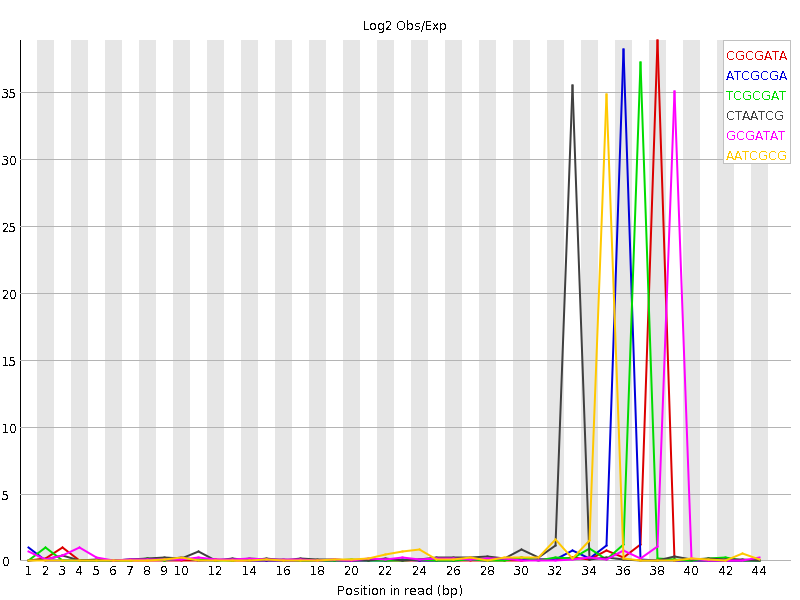 Log2 Obs/Exp
CGCGATA
ATCGCGA
TCGCGAT
CTAATCG
GCGATAT
AATCGCG
35
30
25
20
15
10
5
0
1 2 3 4 5 6 7 8 9 10 12 14 16 18 20 22 24 26 28 30 32 34 36 38 40 42 44
Position in read (bp)